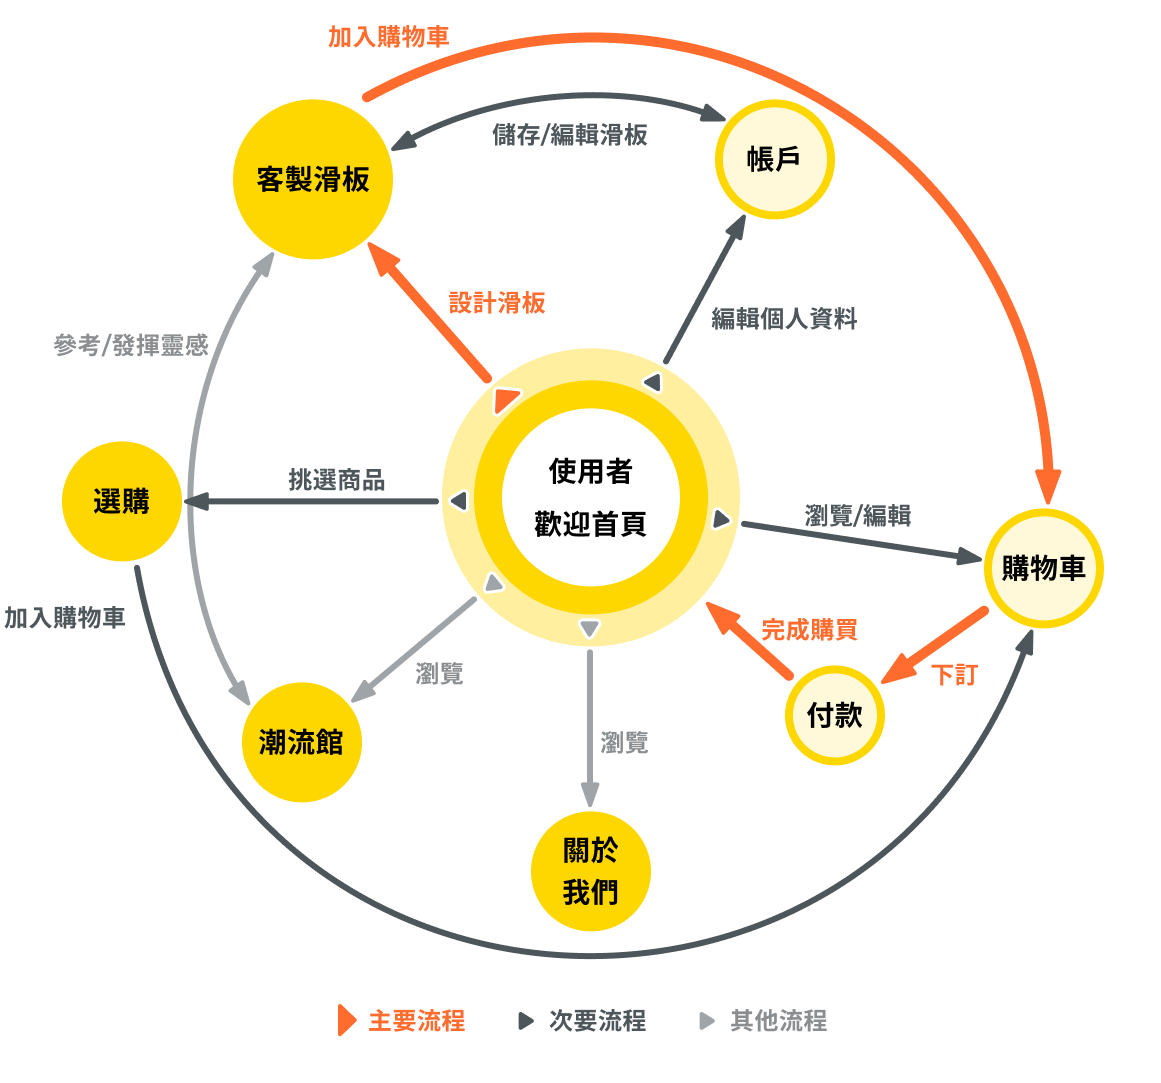 加入購物車
儲存/編輯滑板
帳戶
客製滑板
設計滑板
編輯個人資料
參考/發揮靈感
使用者
歡迎首頁
挑選商品
選購
瀏覽/編輯
購物車
加入購物車
完成購買
下訂
瀏覽
付款
潮流館
瀏覽
關於
我們
主要流程
次要流程
其他流程